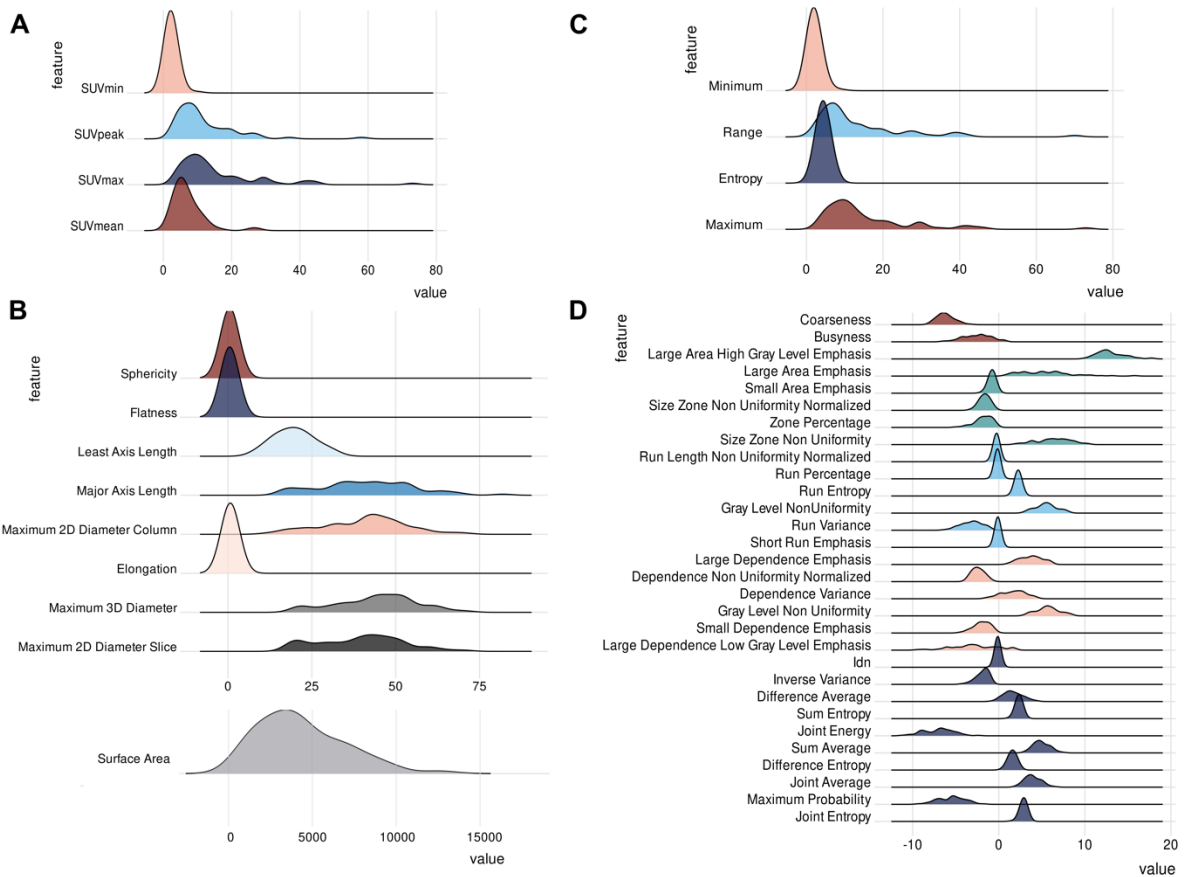 A
feature
SUVmin
SUVpeak
SUVmax
SUVmean
0 20 40 60 80
value
C
feature
Minimum
Range
Entropy
Maximum
0 20 40 60 80
value
B
feature
Sphericity
Flatness
Least Axis Length
Major Axis Length
Maximum 2D Diameter Column
Elongation
Maximum 3D Diameter
Maximum 2D Diameter Slice
0 25 50 75
Surface Area
0 5000 10000 15000
value
D
feature
Coarseness
Busyness
Large Area High Gray Level Emphasis
Large Area Emphasis
Small Area Emphasis
Size Zone Non Uniformity Normalized
Zone Percentage
Size Zone Non Uniformity
Run Length Non Uniformity Normalized
Run Percentage
Run Entropy
Gray Level NonUniformity
Run Variance
Short Run Emphasis
Large Dependence Emphasis
Dependence Non Uniformity Normalized
Dependence Variance
Gray Level Non Uniformity
Small Dependence Emphasis
Large Dependence Low Gray Level Emphasis
Idn
Inverse Variance
Difference Average
Sum Entropy
Joint Energy
Sum Average
Difference Entropy
Joint Average
Maximum Probability
Joint Entropy
-10 0 10 20
value